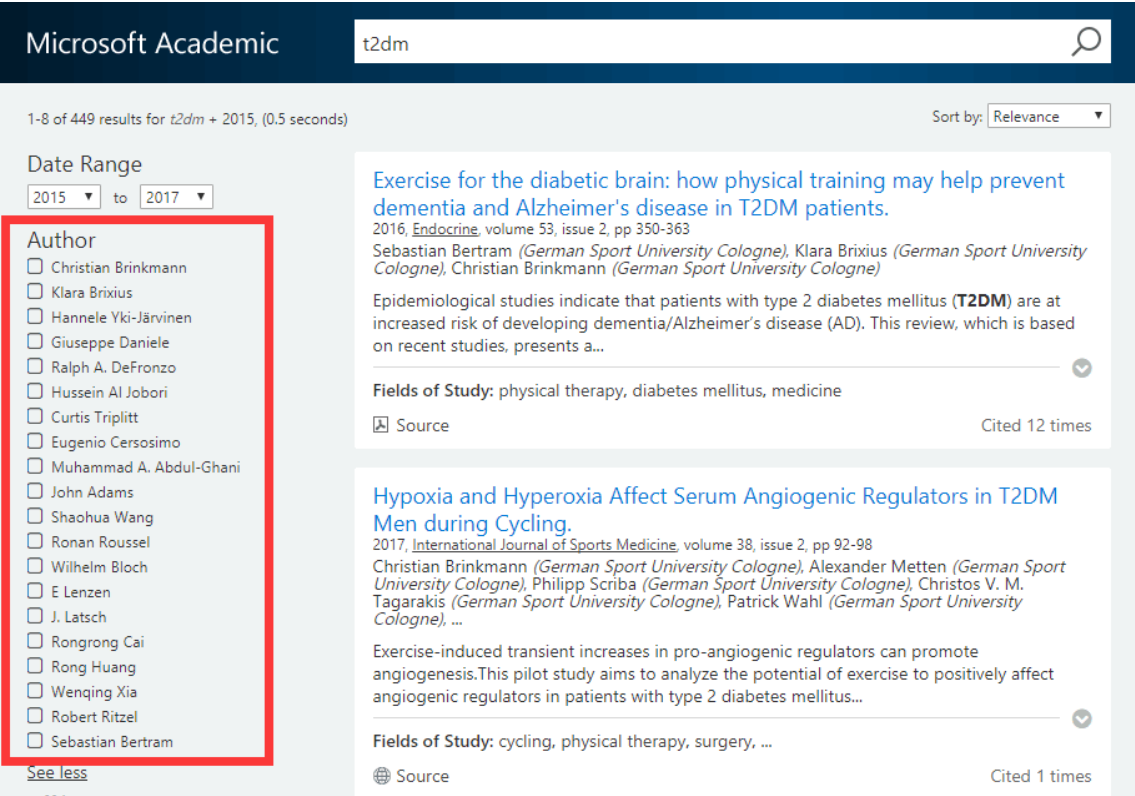 Microsoft Academic
t2dm
1-8 of 449 results for t2dm + 2015, (0.5 seconds)
Sort by: Relevance
Date Range
2015 to 2017
Author
Christian Brinkmann
Klara Brixius
Hannele Yki-Järvinen
Giuseppe Daniele
Ralph A. DeFronzo
Hussein Al Jobori
Curtis Triplitt
Eugenio Cersosimo
Muhammad A. Abdul-Ghani
John Adams
Shaohua Wang
Ronan Roussel
Wilhelm Bloch
E Lenzen
J. Latsch
Rongrong Cai
Rong Huang
Wenqing Xia
Robert Ritzel
Sebastian Bertram
See less
Exercise for the diabetic brain: how physical training may help prevent
dementia and Alzheimer's disease in T2DM patients.
2016, Endocrine, volume 53, issue 2, pp 350-363
Sebastian Bertram (German Sport University Cologne), Klara Brixius (German Sport University
Cologne), Christian Brinkmann (German Sport University Cologne)
Epidemiological studies indicate that patients with type 2 diabetes mellitus (T2DM) are at
increased risk of developing dementia/Alzheimer's disease (AD). This review, which is based
on recent studies, presents a...
Fields of Study: physical therapy, diabetes mellitus, medicine
Source
Cited 12 times
Hypoxia and Hyperoxia Affect Serum Angiogenic Regulators in T2DM
Men during Cycling.
2017, International Journal of Sports Medicine, volume 38, issue 2, pp 92-98
Christian Brinkmann (German Sport University Cologne), Alexander Metten (German Sport
University Cologne), Philipp Scriba (German Sport University Cologne), Christos V. M.
Tagarakis (German Sport University Cologne), Patrick Wahl (German Sport University
Cologne), ...
Exercise-induced transient increases in pro-angiogenic regulators can promote
angiogenesis.This pilot study aims to analyze the potential of exercise to positively affect
angiogenic regulators in patients with type 2 diabetes mellitus...
Fields of Study: cycling, physical therapy, surgery, ...
Source
Cited 1 times